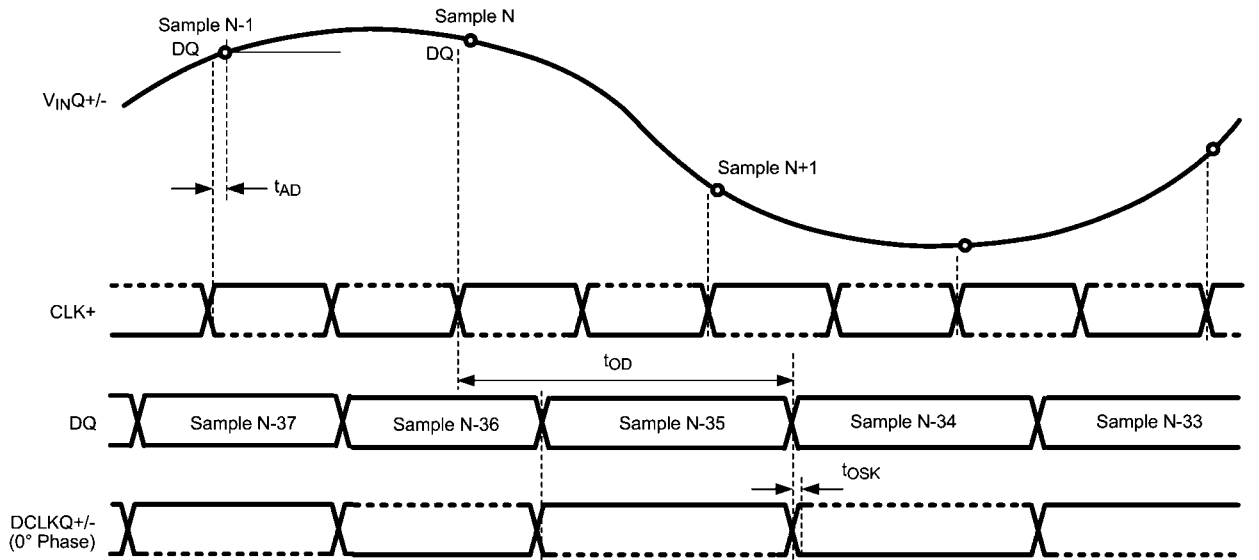 Sample N-1
Sample N
DQ
DQ
VINQ+/-
Sample N+1
tAD
CLK+
tOD
DQ
Sample N-37
Sample N-36
Sample N-35
Sample N-34
Sample N-33
tOSK
DCLKQ+/-
(0° Phase)